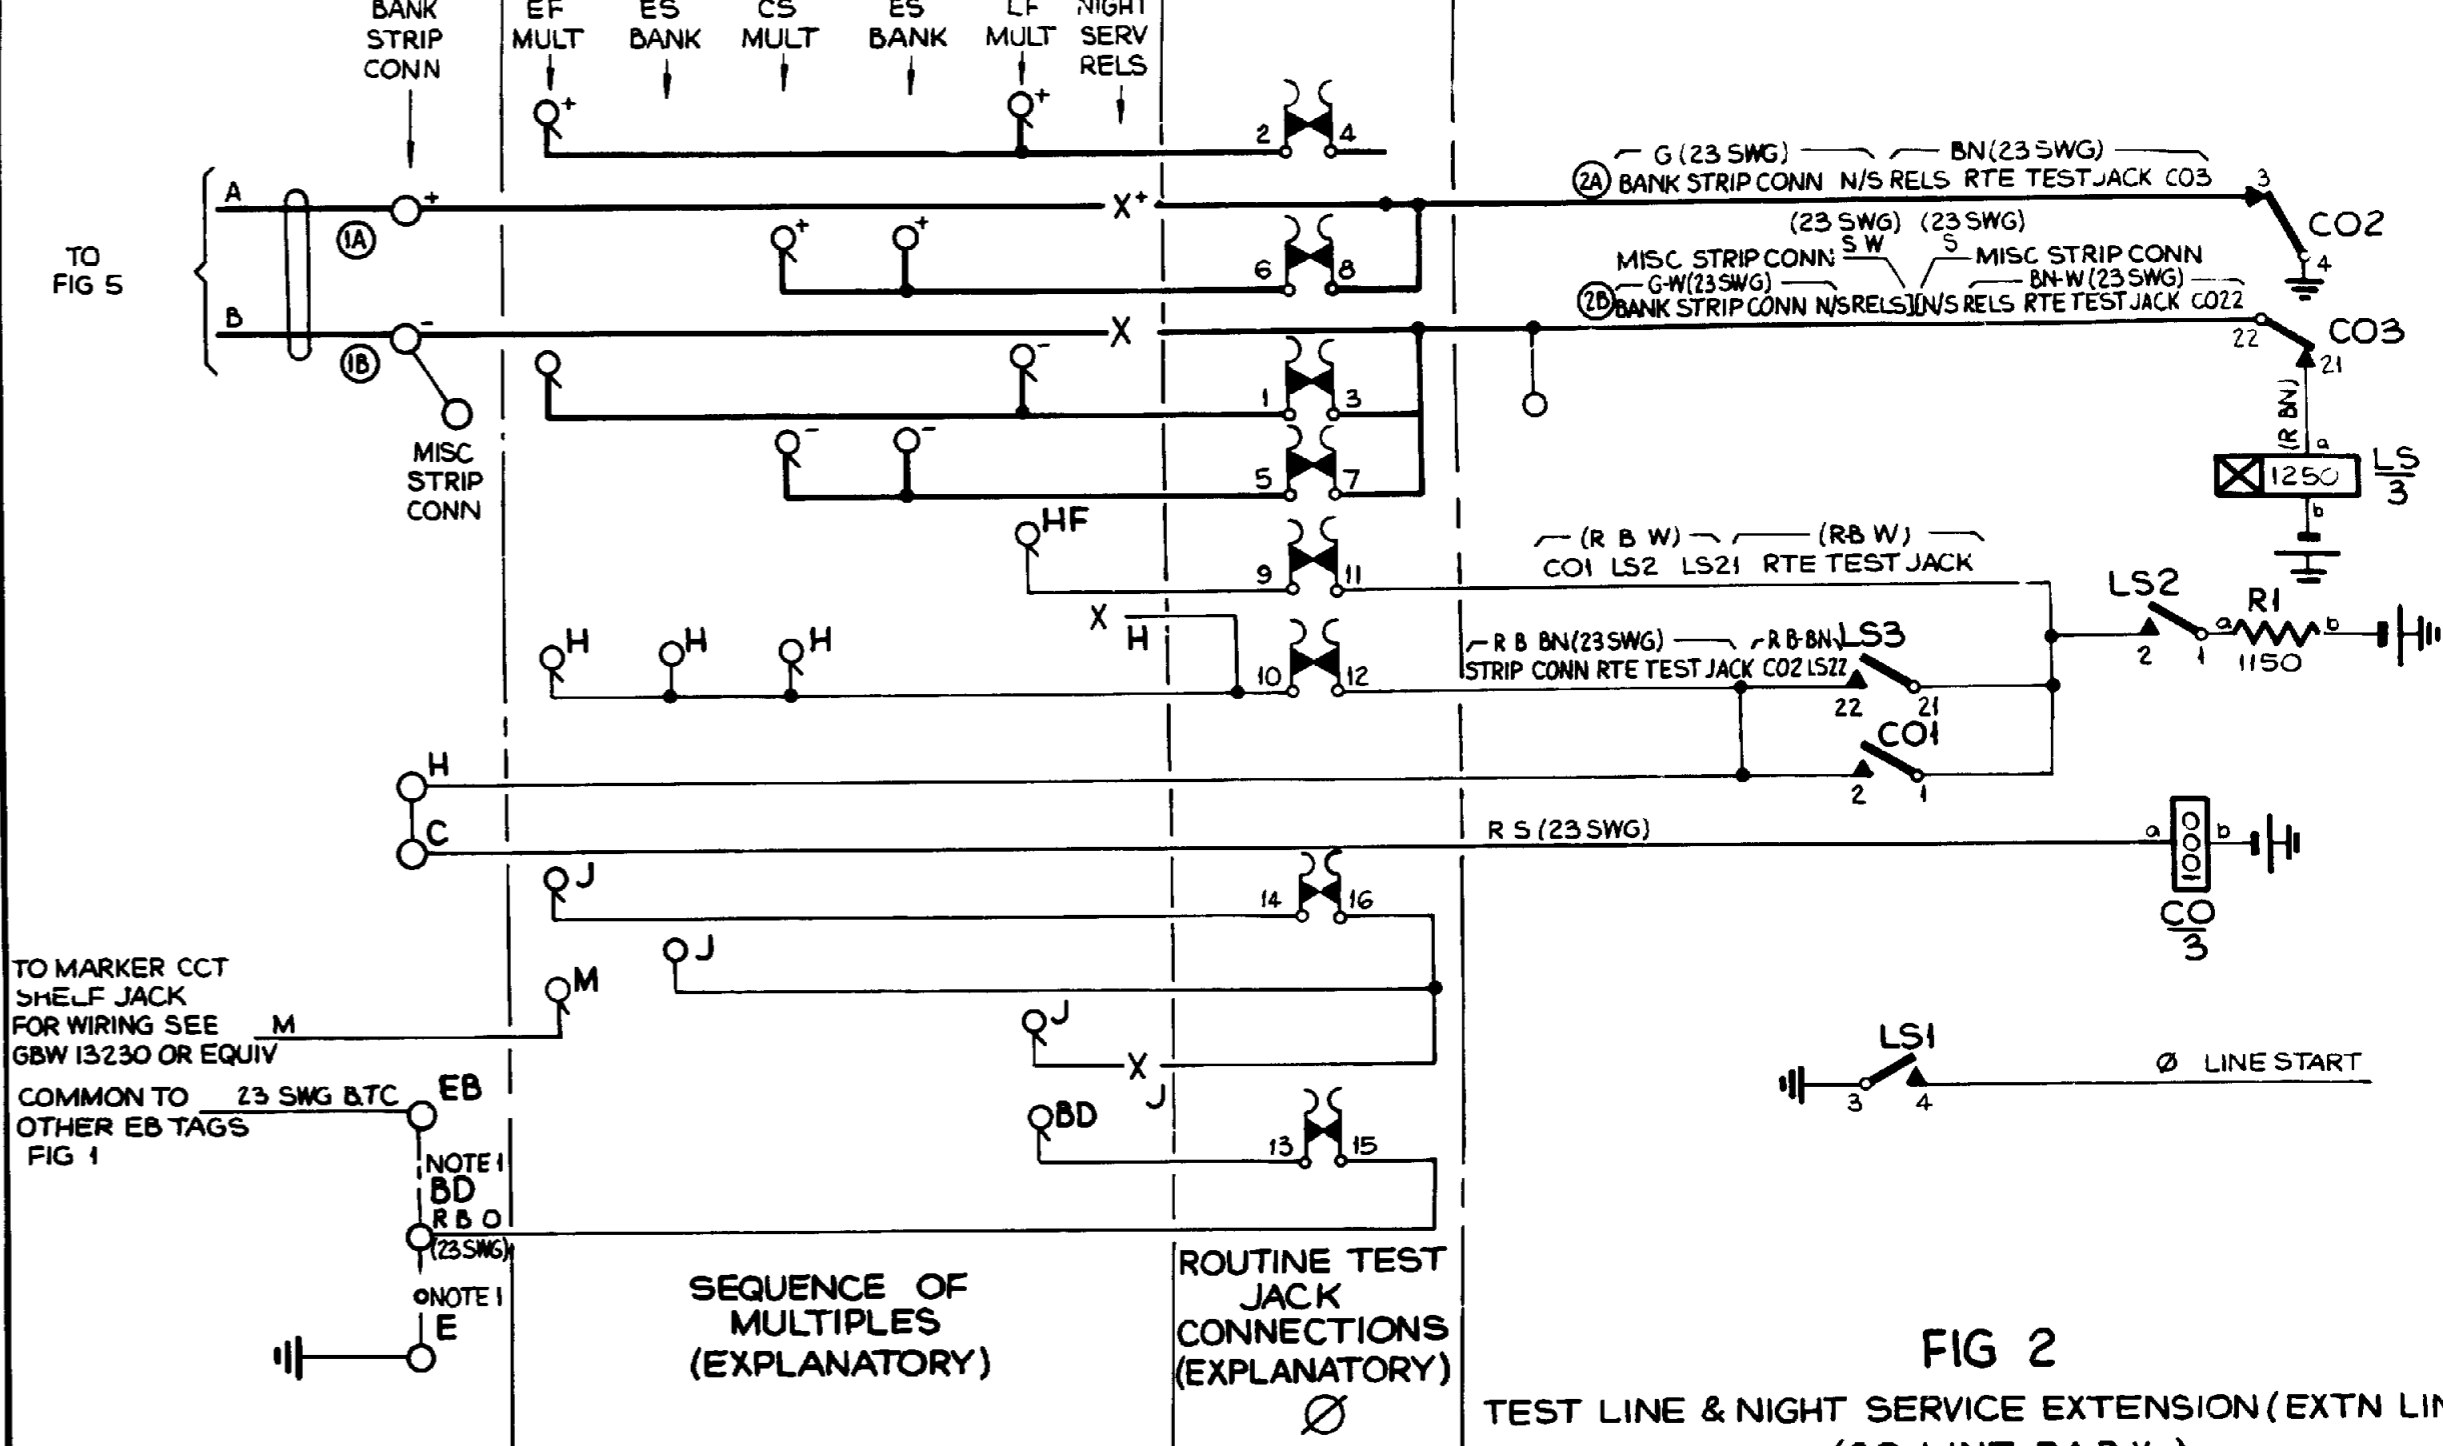 BANK
STRIP
CONN
EF
MULT
ES
BANK
CS
MULT
ES
BANK
LF
MULT
NIGHT
SERV
RELS
+
+
2
4
A
+
1A
X+
TO
FIG 5
+
+
6
8
B
-
1B
X
MISC
STRIP
CONN
-
1
3
-
-
5
7
G (23 SWG)
BN (23 SWG)
2A
BANK STRIP CONN N/S RELS RTE TEST JACK CO3
3
CO2
4
(23 SWG) (23 SWG)
S W
S
MISC STRIP CONN
MISC STRIP CONN
G-W (23 SWG)
BN-W (23 SWG)
2B
BANK STRIP CONN N/S RELS][N/S RELS RTE TEST JACK CO22
22
CO3
21
(R BN)
a
1250
LS
3
b
HF
9
11
(R B W)
(R-B W)
CO1 LS2 LS21 RTE TEST JACK
LS2
2
1
a
R1
b
1150
X
H
H
H
H
10
12
R B BN (23 SWG)
R B-BN
STRIP CONN RTE TEST JACK CO2 LS22
LS3
22
21
CO1
2
1
H
C
R S (23 SWG)
a
100
b
CO
3
J
14
16
J
TO MARKER CCT
SHELF JACK
FOR WIRING SEE
GBW 13230 OR EQUIV
M
M
J
X
J
LS1
3
4
Ø LINE START
COMMON TO
OTHER EB TAGS
FIG 1
23 SWG BTC
EB
BD
13
15
NOTE 1
BD
R B O
(23 SWG)
NOTE 1
E
SEQUENCE OF
MULTIPLES
(EXPLANATORY)
ROUTINE TEST
JACK
CONNECTIONS
(EXPLANATORY)
Ø
FIG 2
TEST LINE & NIGHT SERVICE EXTENSION (EXTN LIN